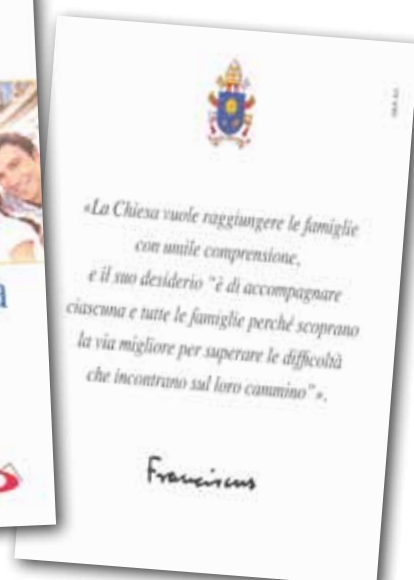 «La Chiesa vuole raggiungere le famiglie
con umile comprensione,
e il suo desiderio "è di accompagnare
ciascuna e tutte le famiglie perché scoprano
la via migliore per superare le difficoltà
che incontrano sul loro cammino"».
Franciscus
a